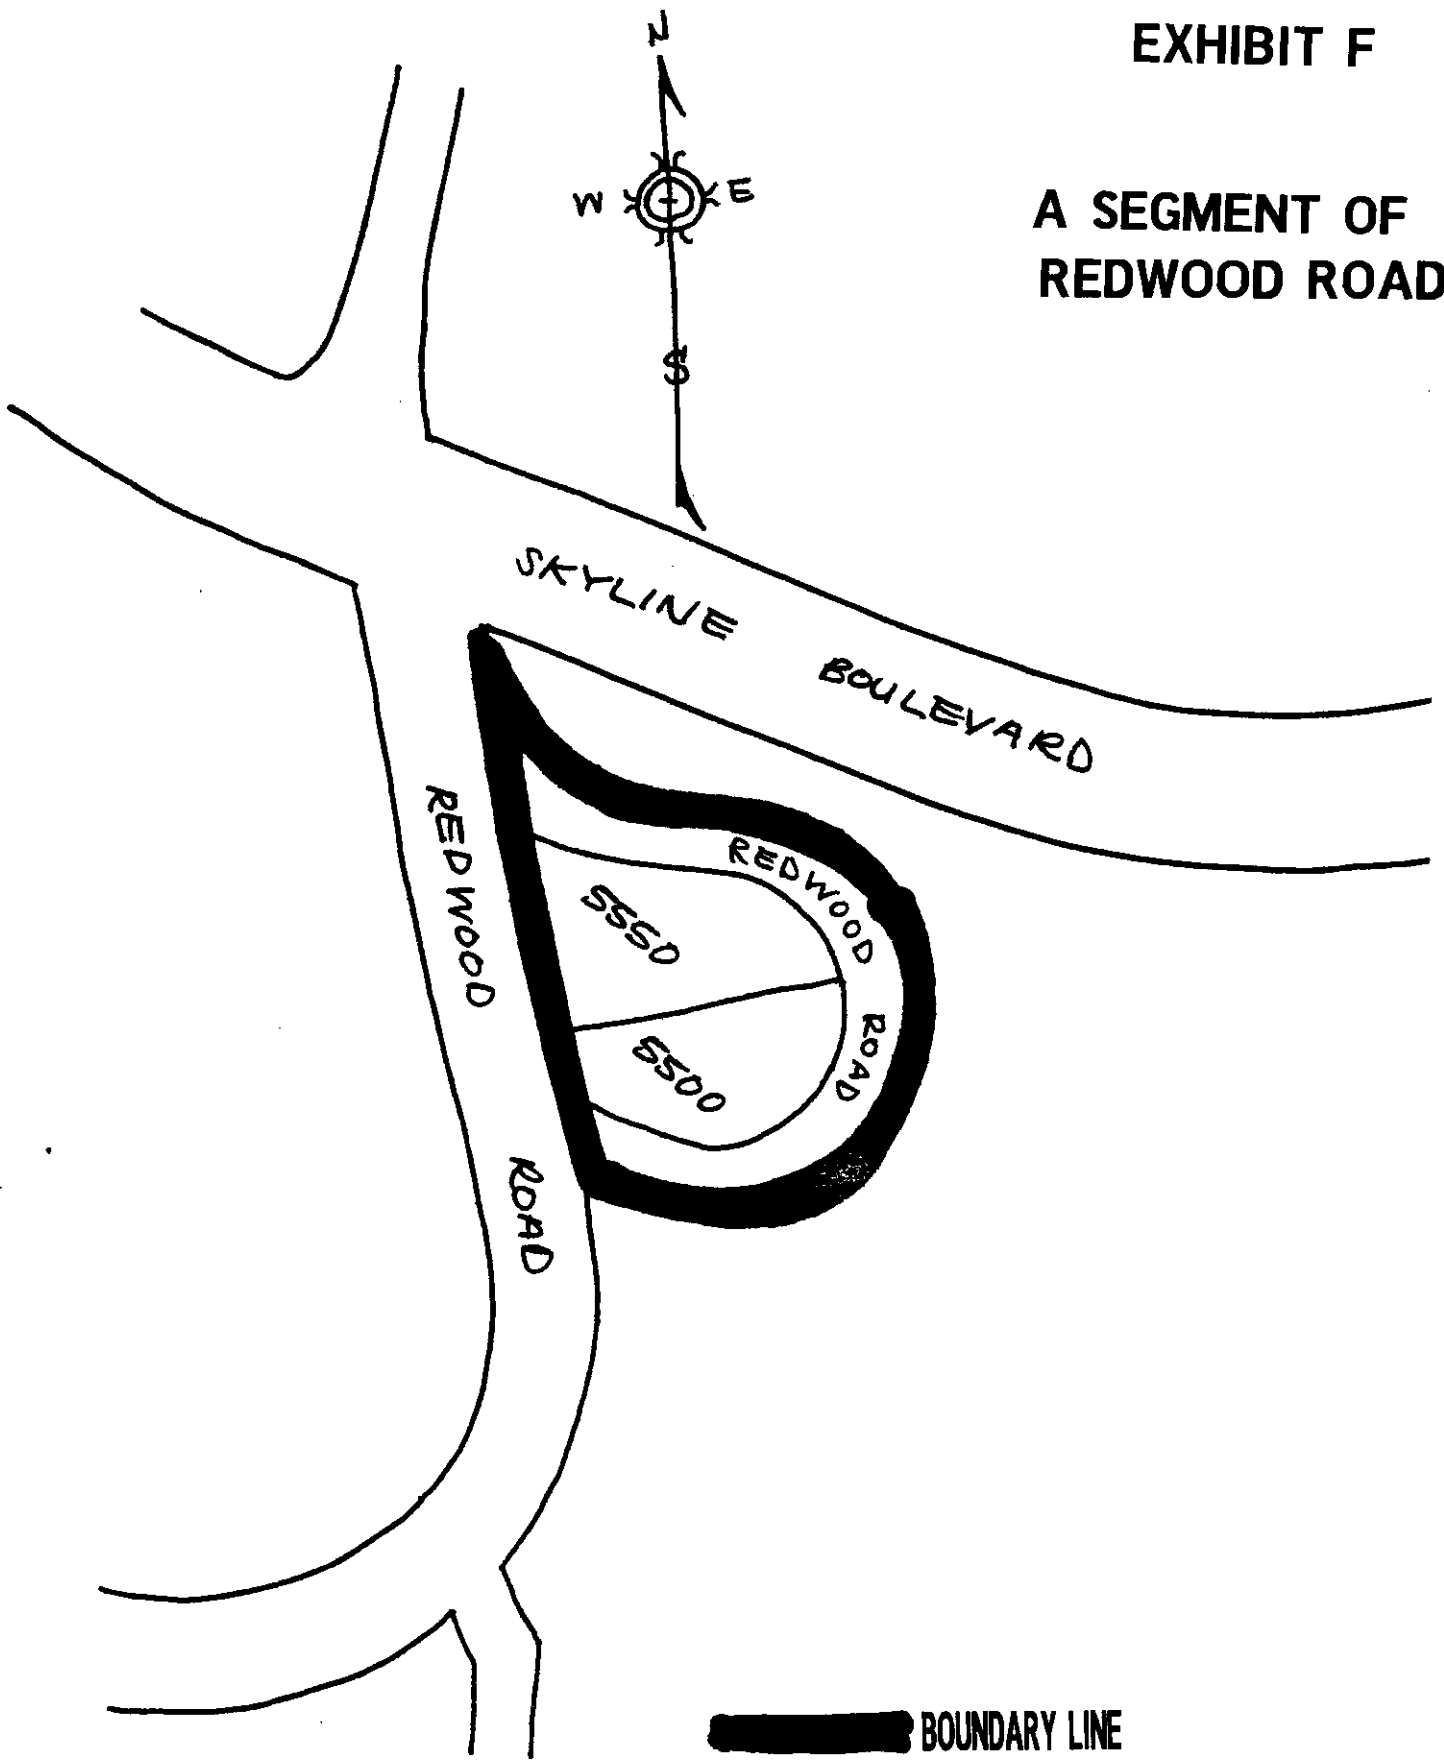 EXHIBIT F
A SEGMENT OF
REDWOOD ROAD
N
W E
S
SKYLINE BOULEVARD
REDWOOD ROAD
REDWOOD ROAD
5550
5500
BOUNDARY LINE